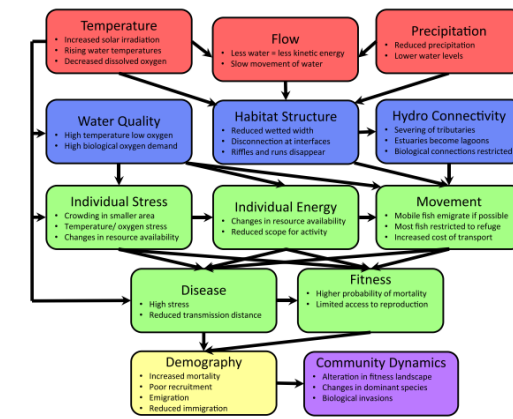 Temperature
• Increased solar irradiation
• Rising water temperatures
• Decreased dissolved oxygen
Flow
• Less water = less kinetic energy
• Slow movement of water
Precipitation
• Reduced precipitation
• Lower water levels
Water Quality
• High temperature low oxygen
• High biological oxygen demand
Habitat Structure
• Reduced wetted width
• Disconnection at interfaces
• Riffles and runs disappear
Hydro Connectivity
• Severing of tributaries
• Estuaries become lagoons
• Biological connections restricted
Individual Stress
• Crowding in smaller area
• Temperature/ oxygen stress
• Changes in resource availability
Individual Energy
• Changes in resource availability
• Reduced scope for activity
Movement
• Mobile fish emigrate if possible
• Most fish restricted to refuge
• Increased cost of transport
Disease
• High stress
• Reduced transmission distance
Fitness
• Higher probability of mortality
• Limited access to reproduction
Demography
• Increased mortality
• Poor recruitment
• Emigration
• Reduced immigration
Community Dynamics
• Alteration in fitness landscape
• Changes in dominant species
• Biological invasions